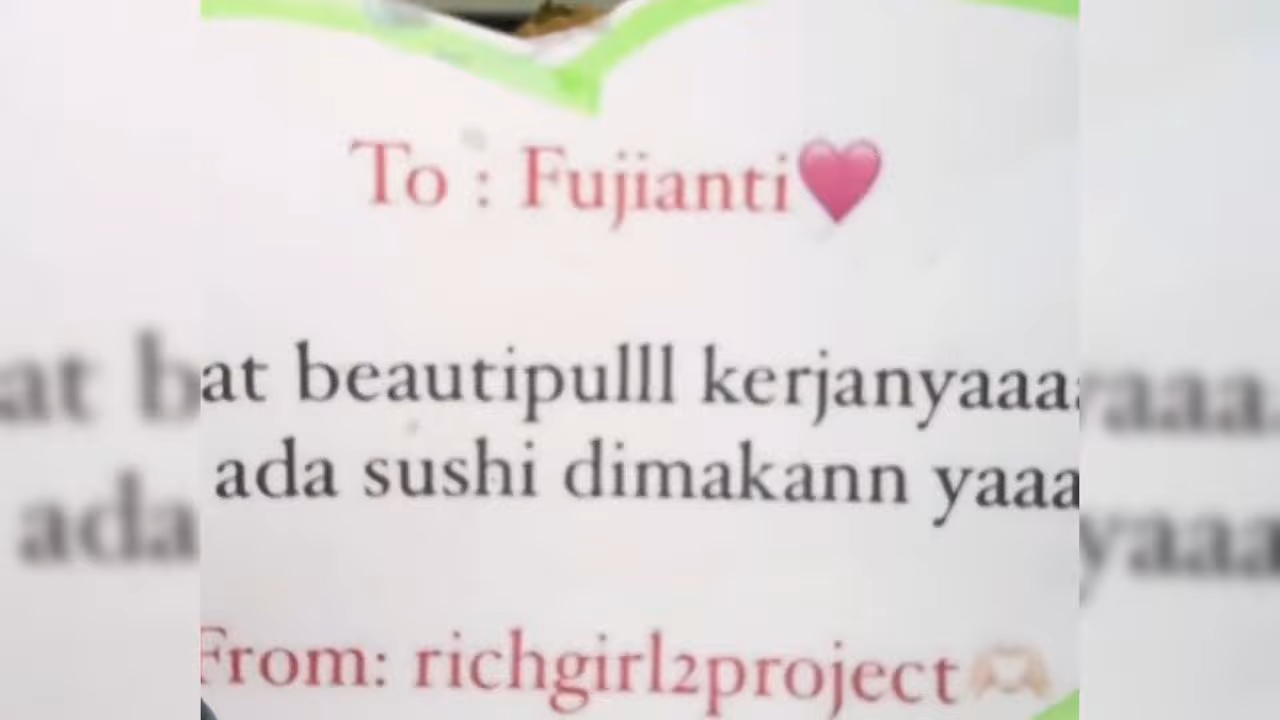 To : Fujianti🩷
at beautipulll kerjanyaaa
ada sushi dimakann yaaa
From: richgirl2project🫶🏼